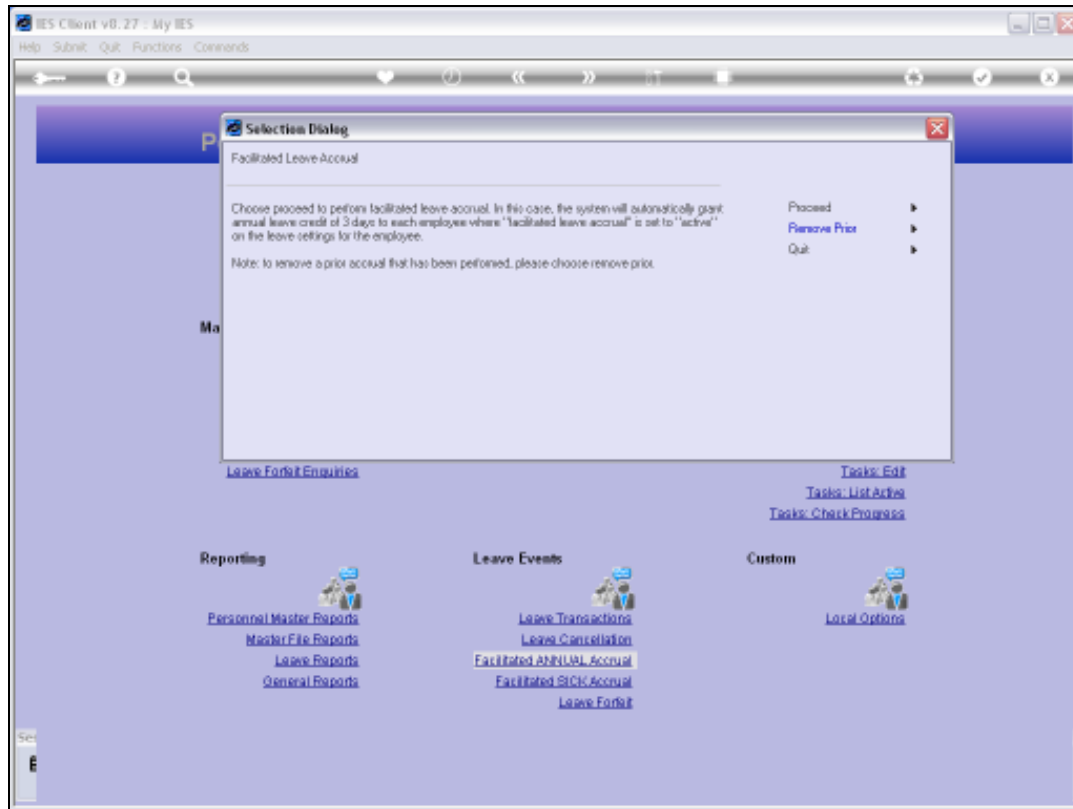 IES Client v0.27 : My IES
Help Submit Quit Functions Commands
P
Selection Dialog
Facilitated Leave Accrual
Choose proceed to perform facilitated leave accrual. In this case, the system will automatically grant
annual leave credit of 3 days to each employee where "facilitated leave accrual" is set to "active"
on the leave settings for the employee.
Note: to remove a prior accrual that has been performed, please choose remove prior.
Proceed
Remove Prior
Quit
Ma
Leave Forfeit Enquiries
Tasks: Edit
Tasks: List Active
Tasks: Check Progress
Reporting
Personnel Master Reports
Master File Reports
Leave Reports
General Reports
Leave Events
Leave Transactions
Leave Cancellation
Facilitated ANNUAL Accrual
Facilitated SICK Accrual
Leave Forfeit
Custom
Local Options